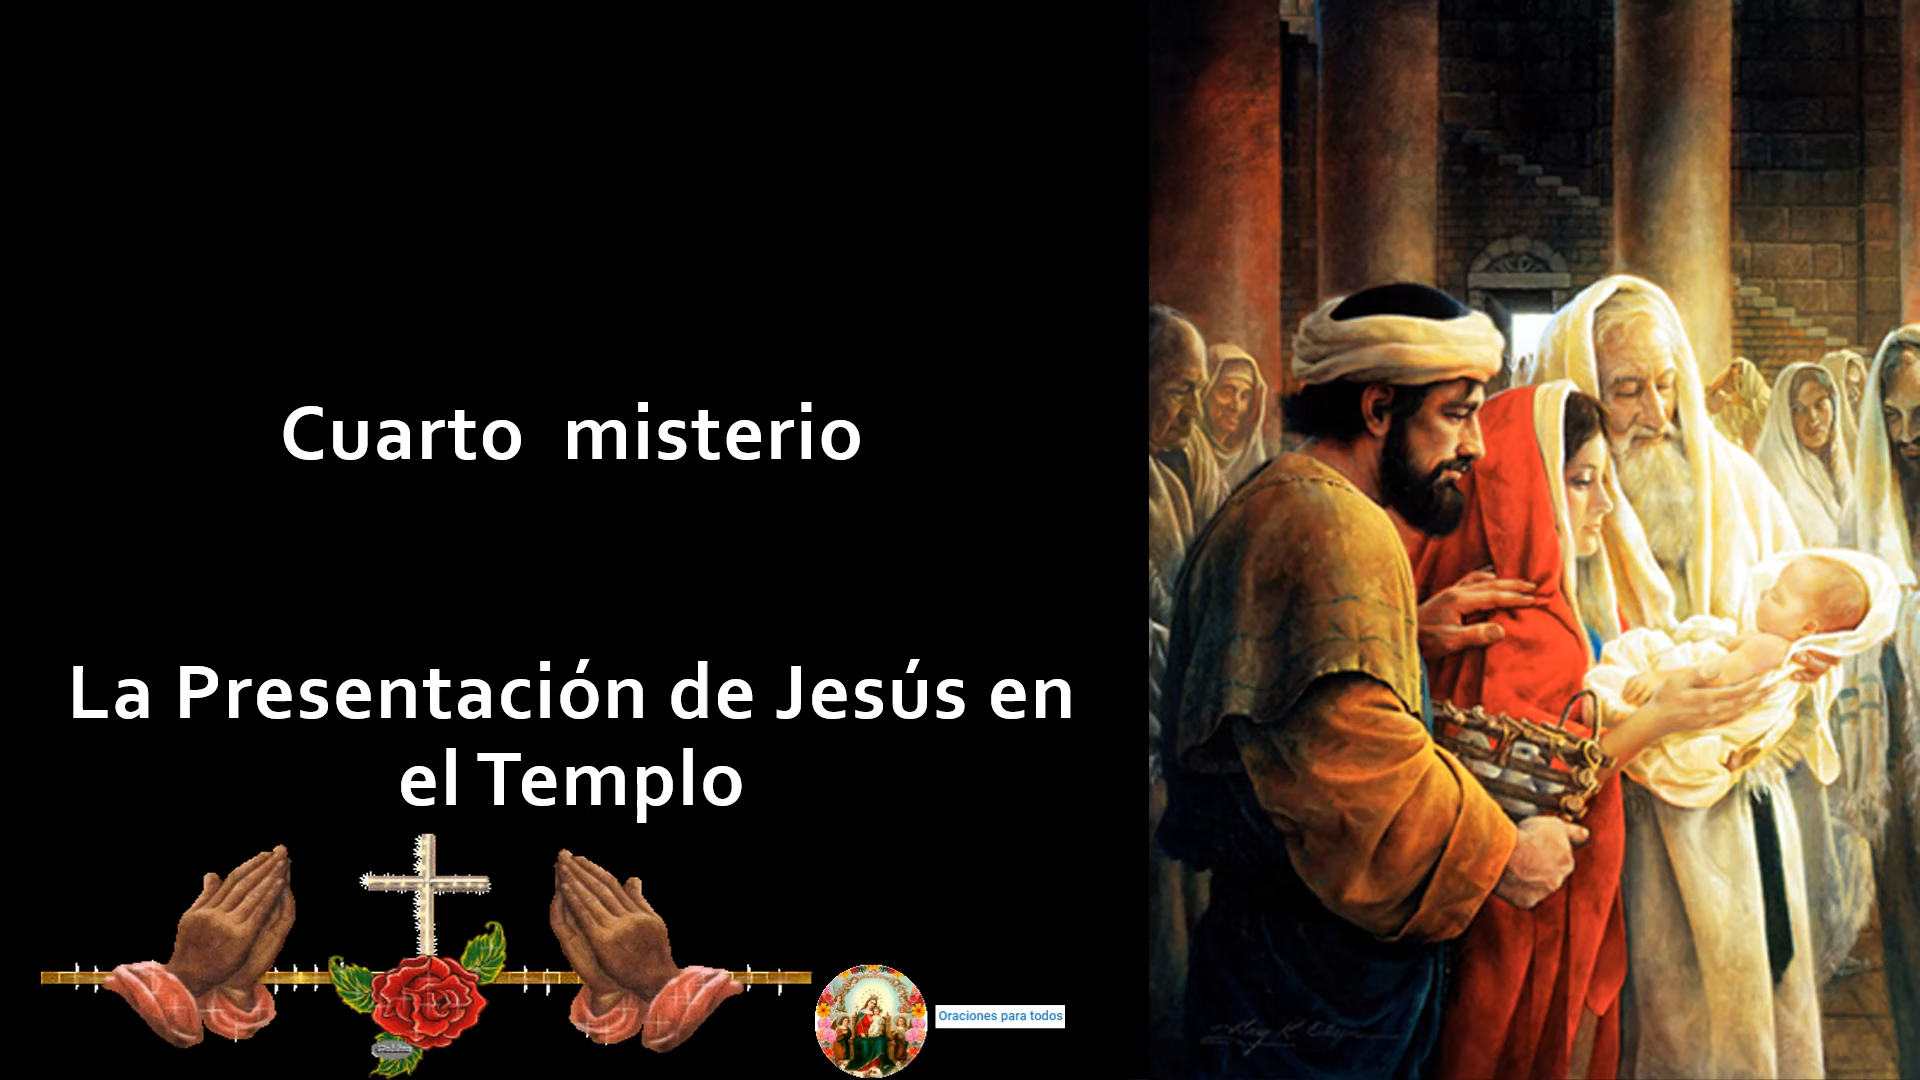 Cuarto  misterio
La Presentación de Jesús en
el Templo
Oraciones para todos